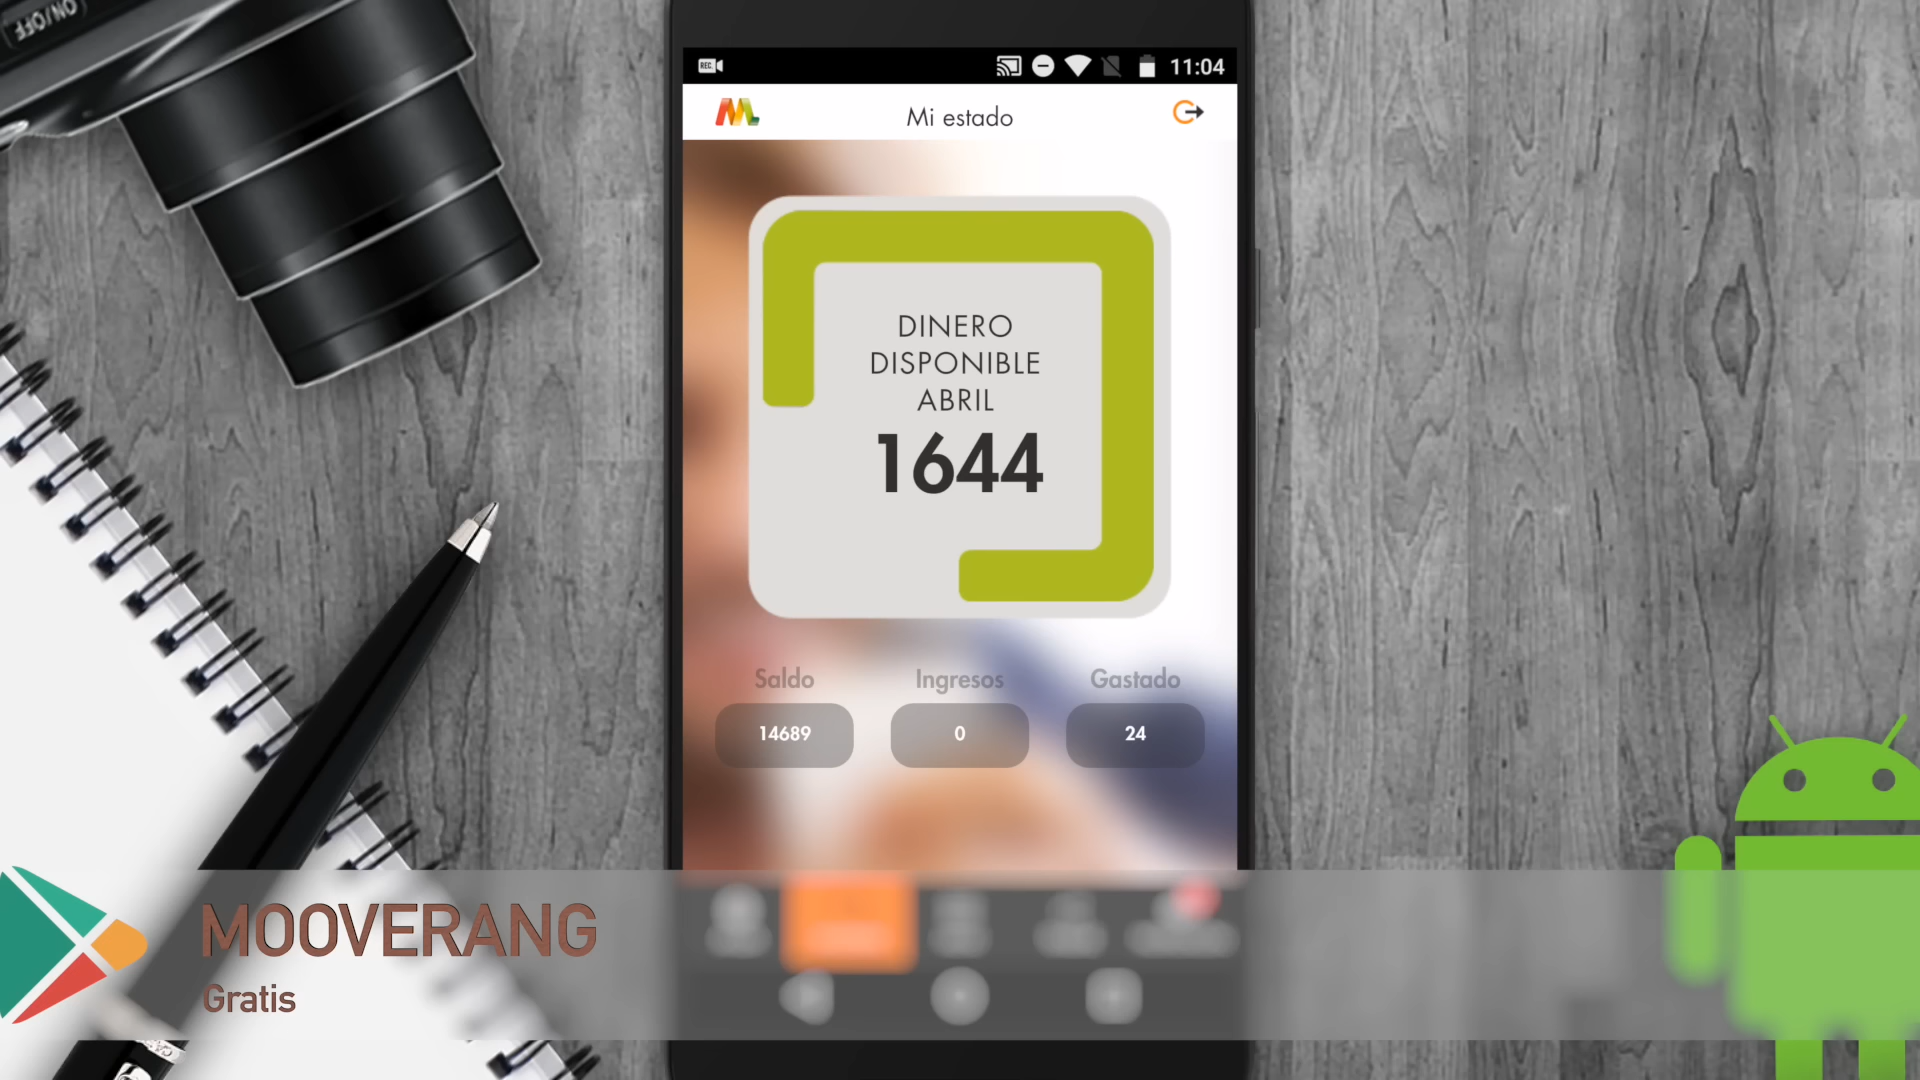 ON/OFF
REC.
11:04
Mi estado
DINERO
DISPONIBLE
ABRIL
1644
Saldo
Ingresos
Gastado
14689
0
24
MOOVERANG
Gratis